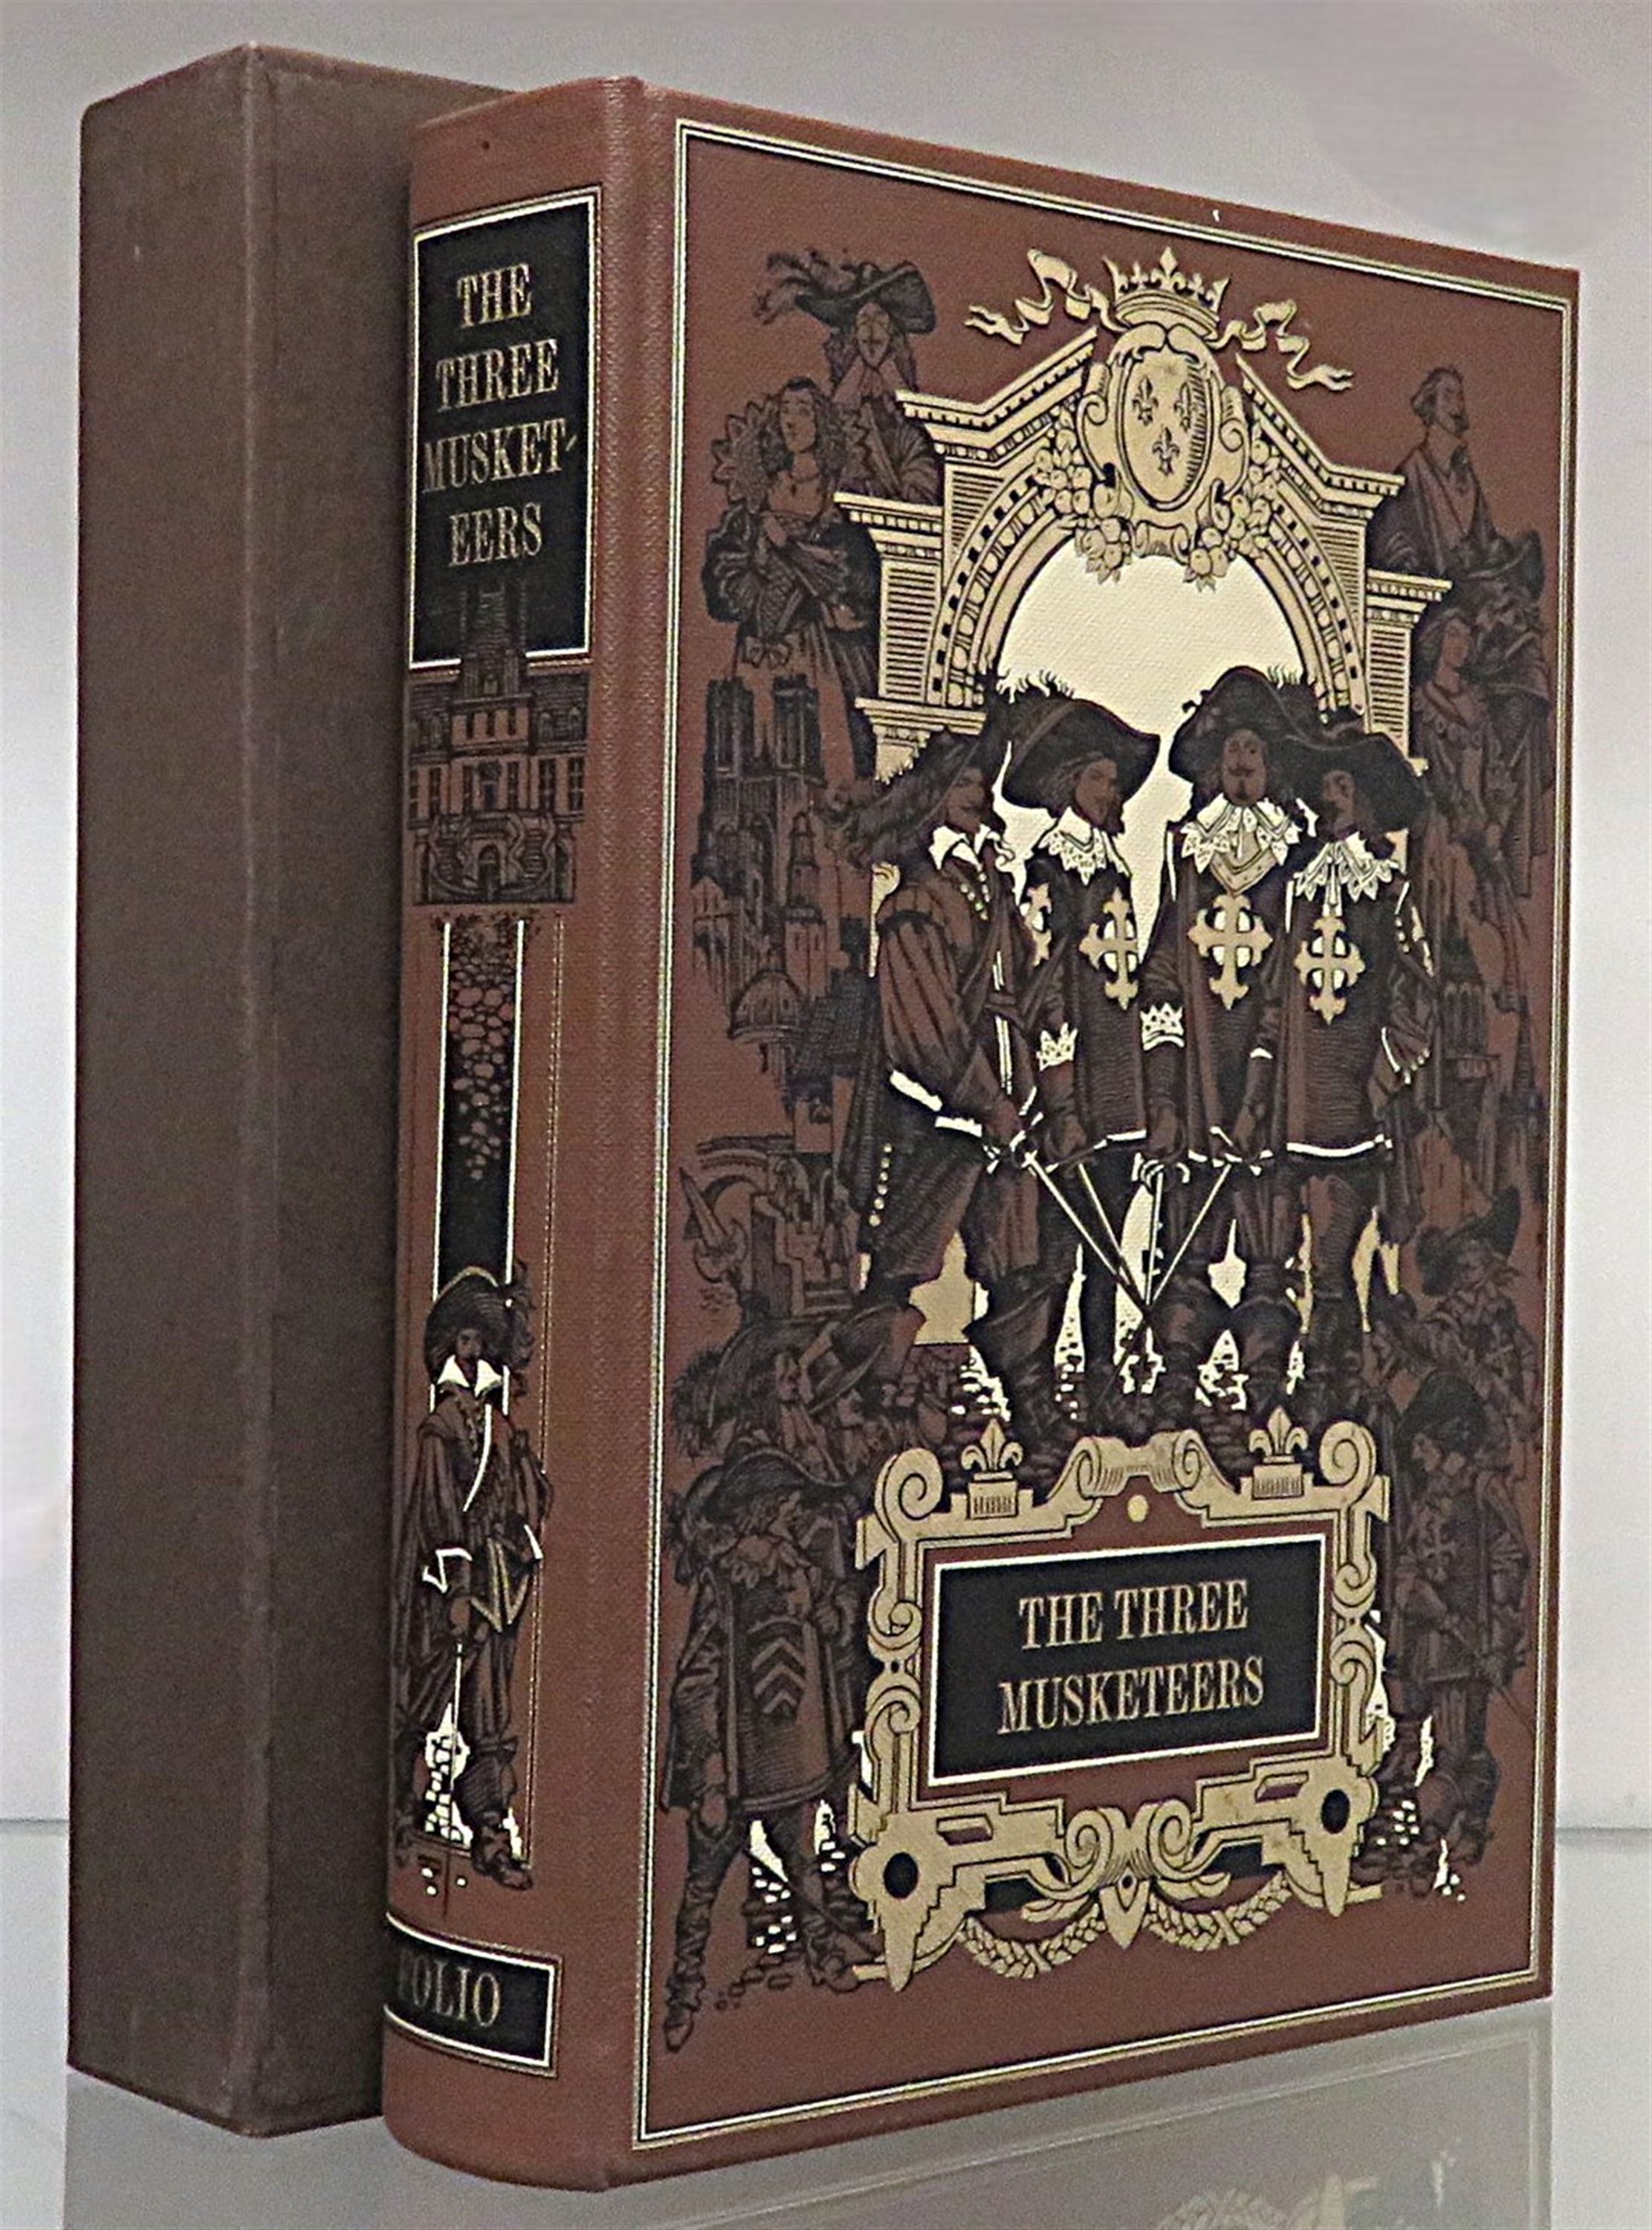 THE
THREE
MUSKET-
EERS
FOLIO
THE THREE
MUSKETEERS